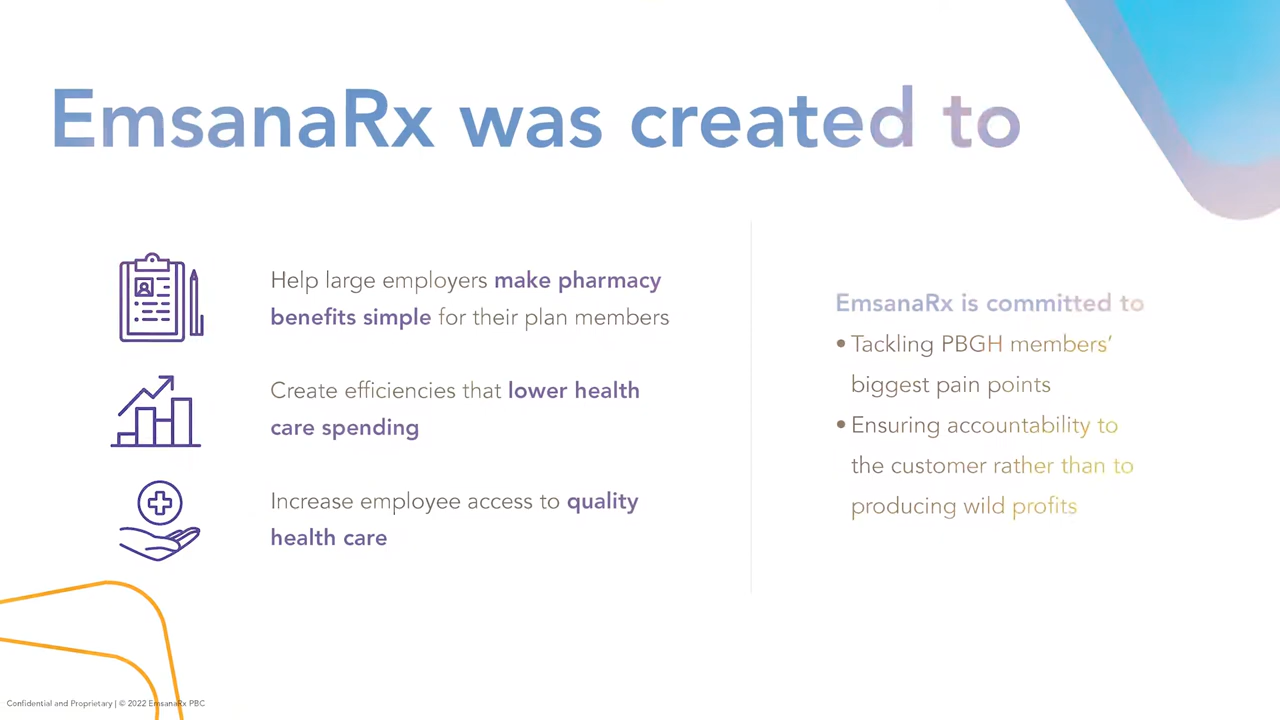 EmsanaRx was created to
Help large employers make pharmacy
benefits simple for their plan members
Create efficiencies that lower health
care spending
Increase employee access to quality
health care
EmsanaRx is committed to
• Tackling PBGH members’
biggest pain points
• Ensuring accountability to
the customer rather than to
producing wild profits
Confidential and Proprietary | © 2022 EmsanaRx PBC